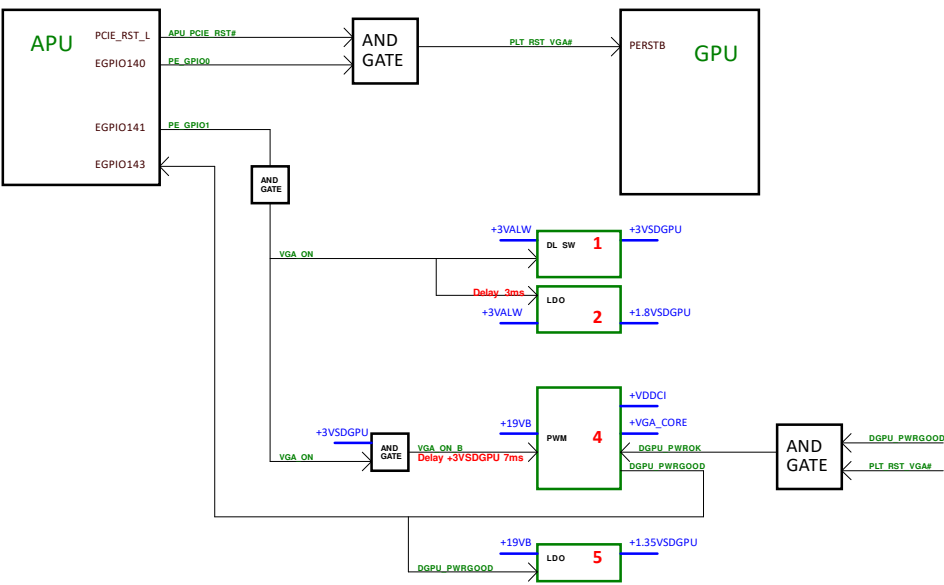 APU
PCIE_RST_L
APU_PCIE_RST#
EGPIO140
PE_GPIO0
AND
GATE
PLT_RST_VGA#
PERSTB
GPU
EGPIO141
PE_GPIO1
EGPIO143
AND
GATE
VGA_ON
+3VALW
DL_SW
1
+3VSDGPU
Delay 3ms
LDO
+3VALW
2
+1.8VSDGPU
+3VSDGPU
VGA_ON
AND
GATE
VGA_ON_B
Delay +3VSDGPU 7ms
+19VB
PWM
4
+VDDCI
+VGA_CORE
DGPU_PWROK
DGPU_PWRGOOD
AND
GATE
DGPU_PWRGOOD
PLT_RST_VGA#
+19VB
LDO
5
+1.35VSDGPU
DGPU_PWRGOOD